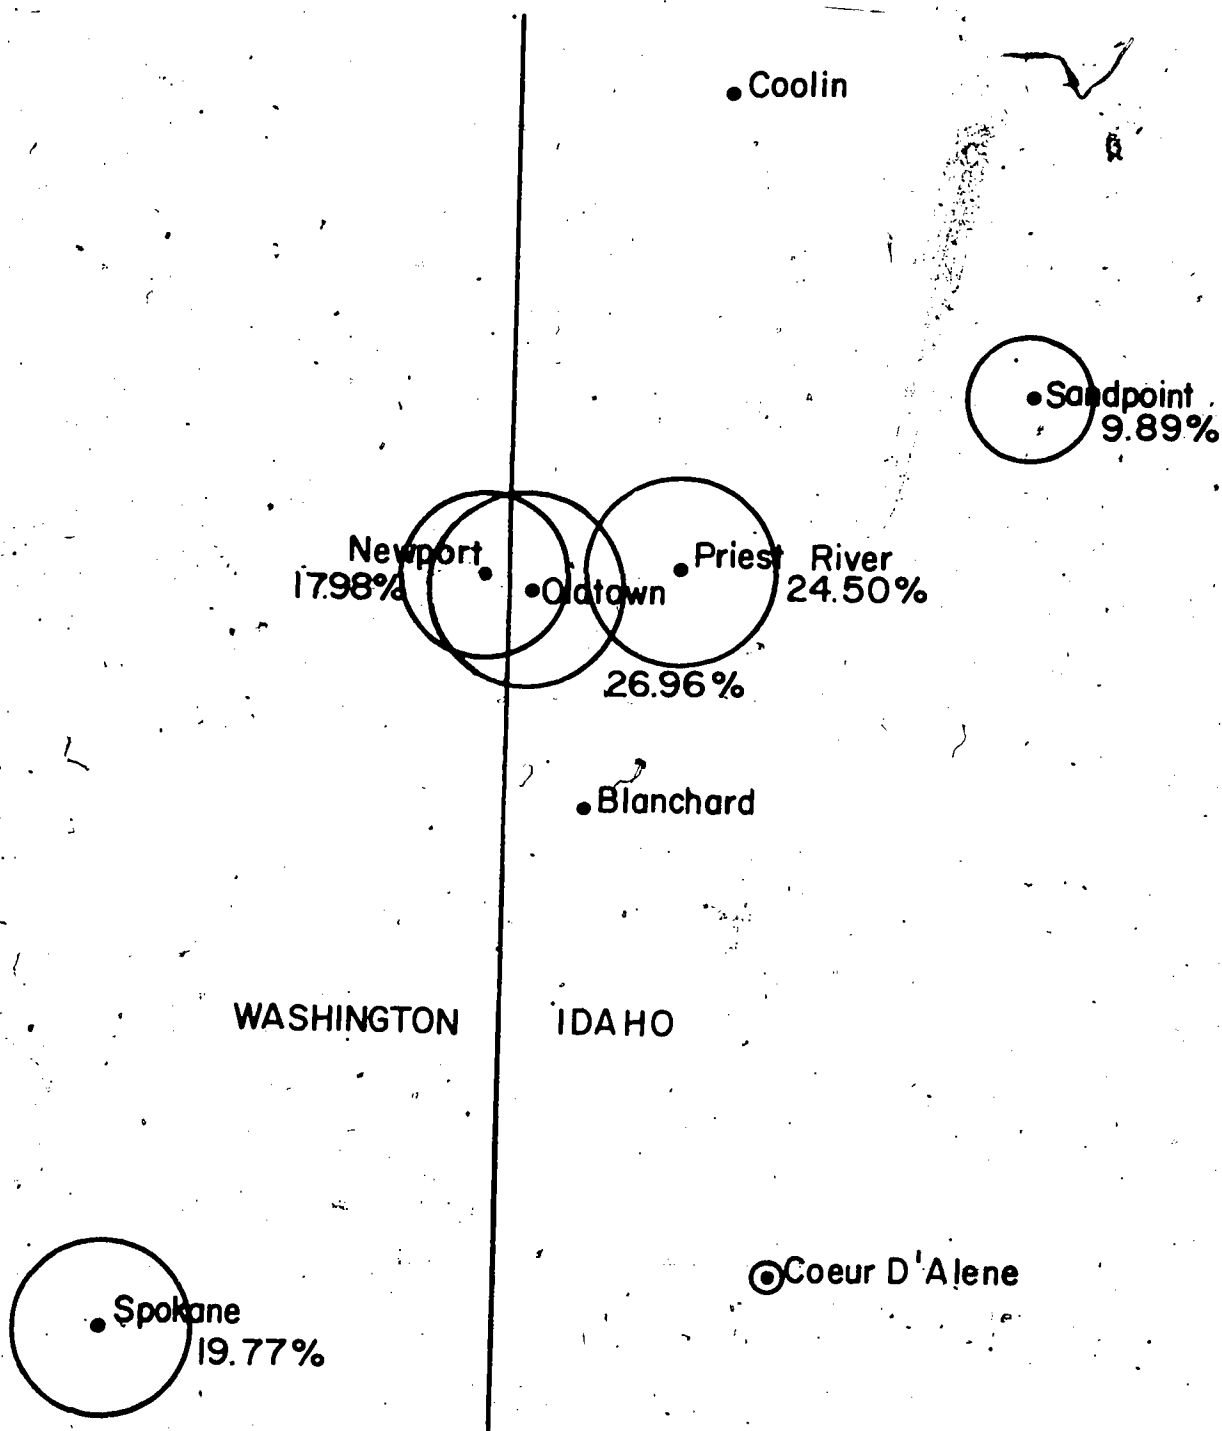 Coolin
Sandpoint
9.89%
Newport
17.98%
Oldtown
Priest River
24.50%
26.96%
Blanchard
WASHINGTON
IDAHO
Coeur D'Alene
Spokane
19.77%